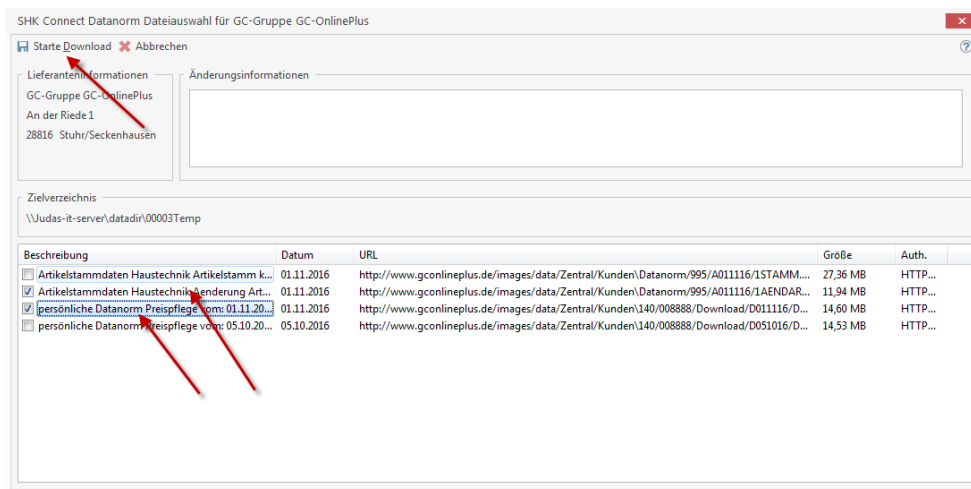 SHK Connect Datanorm Dateiauswahl für GC-Gruppe GC-OnlinePlus
Starte Download Abbrechen
Lieferanteninformationen Änderungsinformationen
GC-Gruppe GC-OnlinePlus
An der Riede 1
28816 Stuhr/Seckenhausen
Zielverzeichnis
\\Judas-it-server\datadir\00003Temp
Beschreibung Datum URL Größe Auth.
Artikelstammdaten Haustechnik Artikelstamm k... 01.11.2016 http://www.gconlineplus.de/images/data/Zentral/Kunden\Datanorm/995/A011116/1STAMM.... 27,36 MB HTTP...
Artikelstammdaten Haustechnik Aenderung Art... 01.11.2016 http://www.gconlineplus.de/images/data/Zentral/Kunden\Datanorm/995/A011116/1AENDAR... 11,94 MB HTTP...
persönliche Datanorm Preispflege vom: 01.11.20... 01.11.2016 http://www.gconlineplus.de/images/data/Zentral/Kunden\140/008888/Download/D011116/D... 14,60 MB HTTP...
persönliche Datanorm Preispflege vom: 05.10.20... 05.10.2016 http://www.gconlineplus.de/images/data/Zentral/Kunden\140/008888/Download/D051016/D... 14,53 MB HTTP...